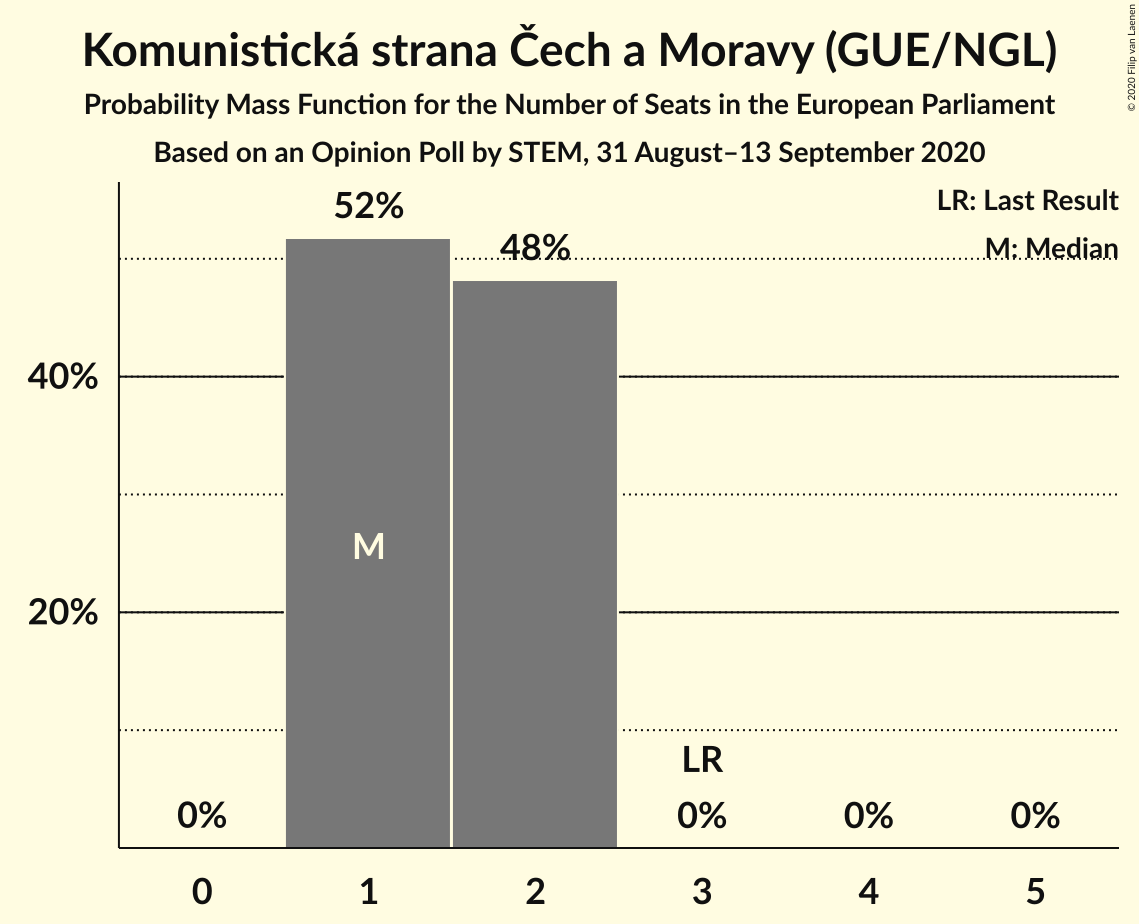 Komunistická strana Čech a Moravy (GUE/NGL)
Probability Mass Function for the Number of Seats in the European Parliament
Based on an Opinion Poll by STEM, 31 August–13 September 2020
© 2020 Filip van Laenen
LR: Last Result
M: Median
52%
48%
40%
M
20%
LR
0% 0% 0% 0%
0 1 2 3 4 5